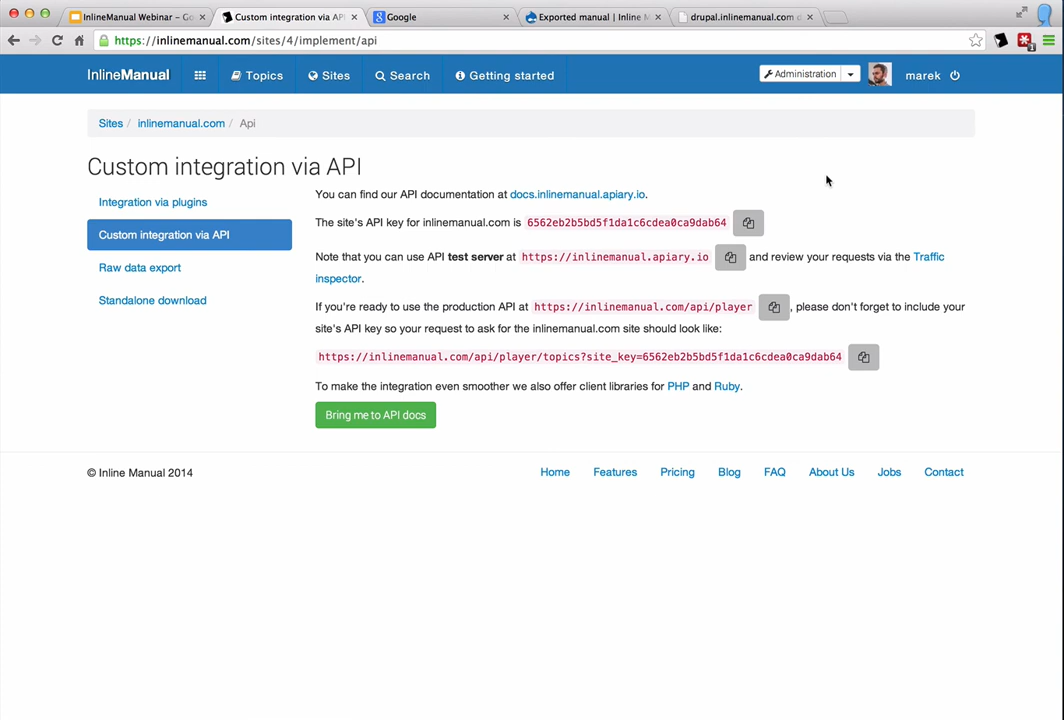 InlineManual Webinar – Go
Custom integration via API
Google
Exported manual | Inline M
drupal.inlinemanual.com d
https://inlinemanual.com/sites/4/implement/api
InlineManual
Topics
Sites
Search
Getting started
Administration
marek
Sites / inlinemanual.com / Api
Custom integration via API
Integration via plugins
Custom integration via API
Raw data export
Standalone download
You can find our API documentation at docs.inlinemanual.apiary.io.
The site's API key for inlinemanual.com is 6562eb2b5bd5f1da1c6cdea0ca9dab64
Note that you can use API test server at https://inlinemanual.apiary.io and review your requests via the Traffic
inspector.
If you're ready to use the production API at https://inlinemanual.com/api/player , please don't forget to include your
site's API key so your request to ask for the inlinemanual.com site should look like:
https://inlinemanual.com/api/player/topics?site_key=6562eb2b5bd5f1da1c6cdea0ca9dab64
To make the integration even smoother we also offer client libraries for PHP and Ruby.
Bring me to API docs
© Inline Manual 2014
Home
Features
Pricing
Blog
FAQ
About Us
Jobs
Contact